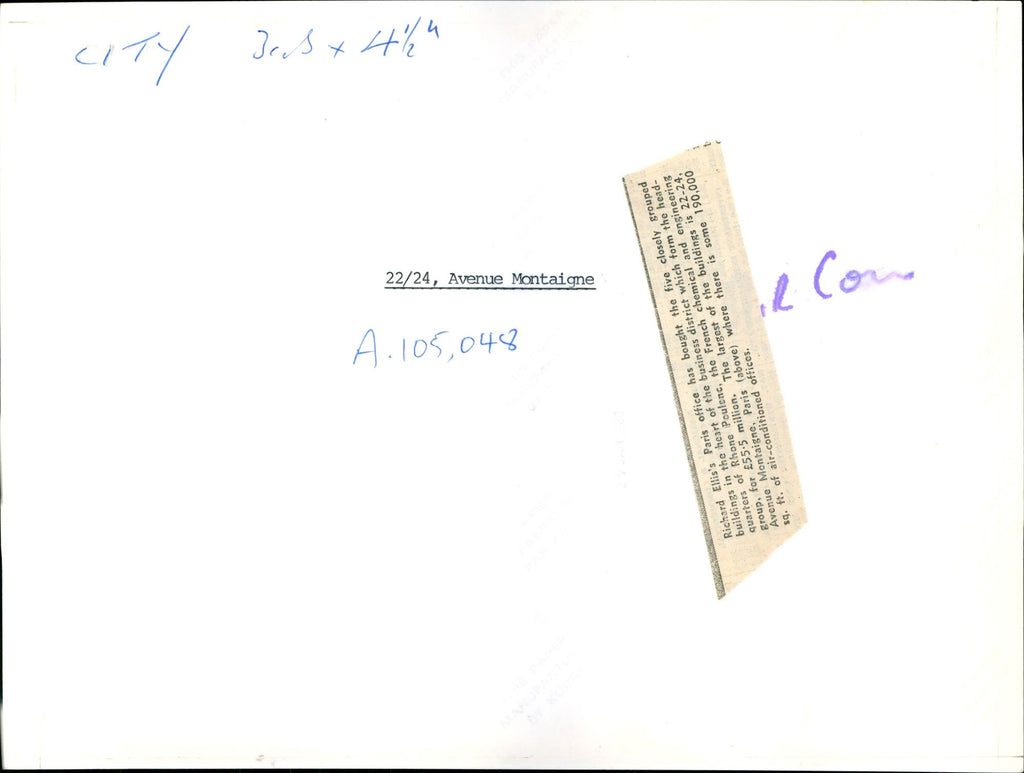 CITY 3cols x 4½"
22/24, Avenue Montaigne
A.105,048
Richard Ellis's Paris office has bought the five closely grouped
buildings in the heart of the business district which form the head-
quarters of Rhone Poulenc, the French chemical and engineering
group, for £55·5 million. The largest of the buildings is 22-24,
Avenue Montaigne, Paris (above) where there is some 190,000
sq. ft. of air-conditioned offices.
R Com